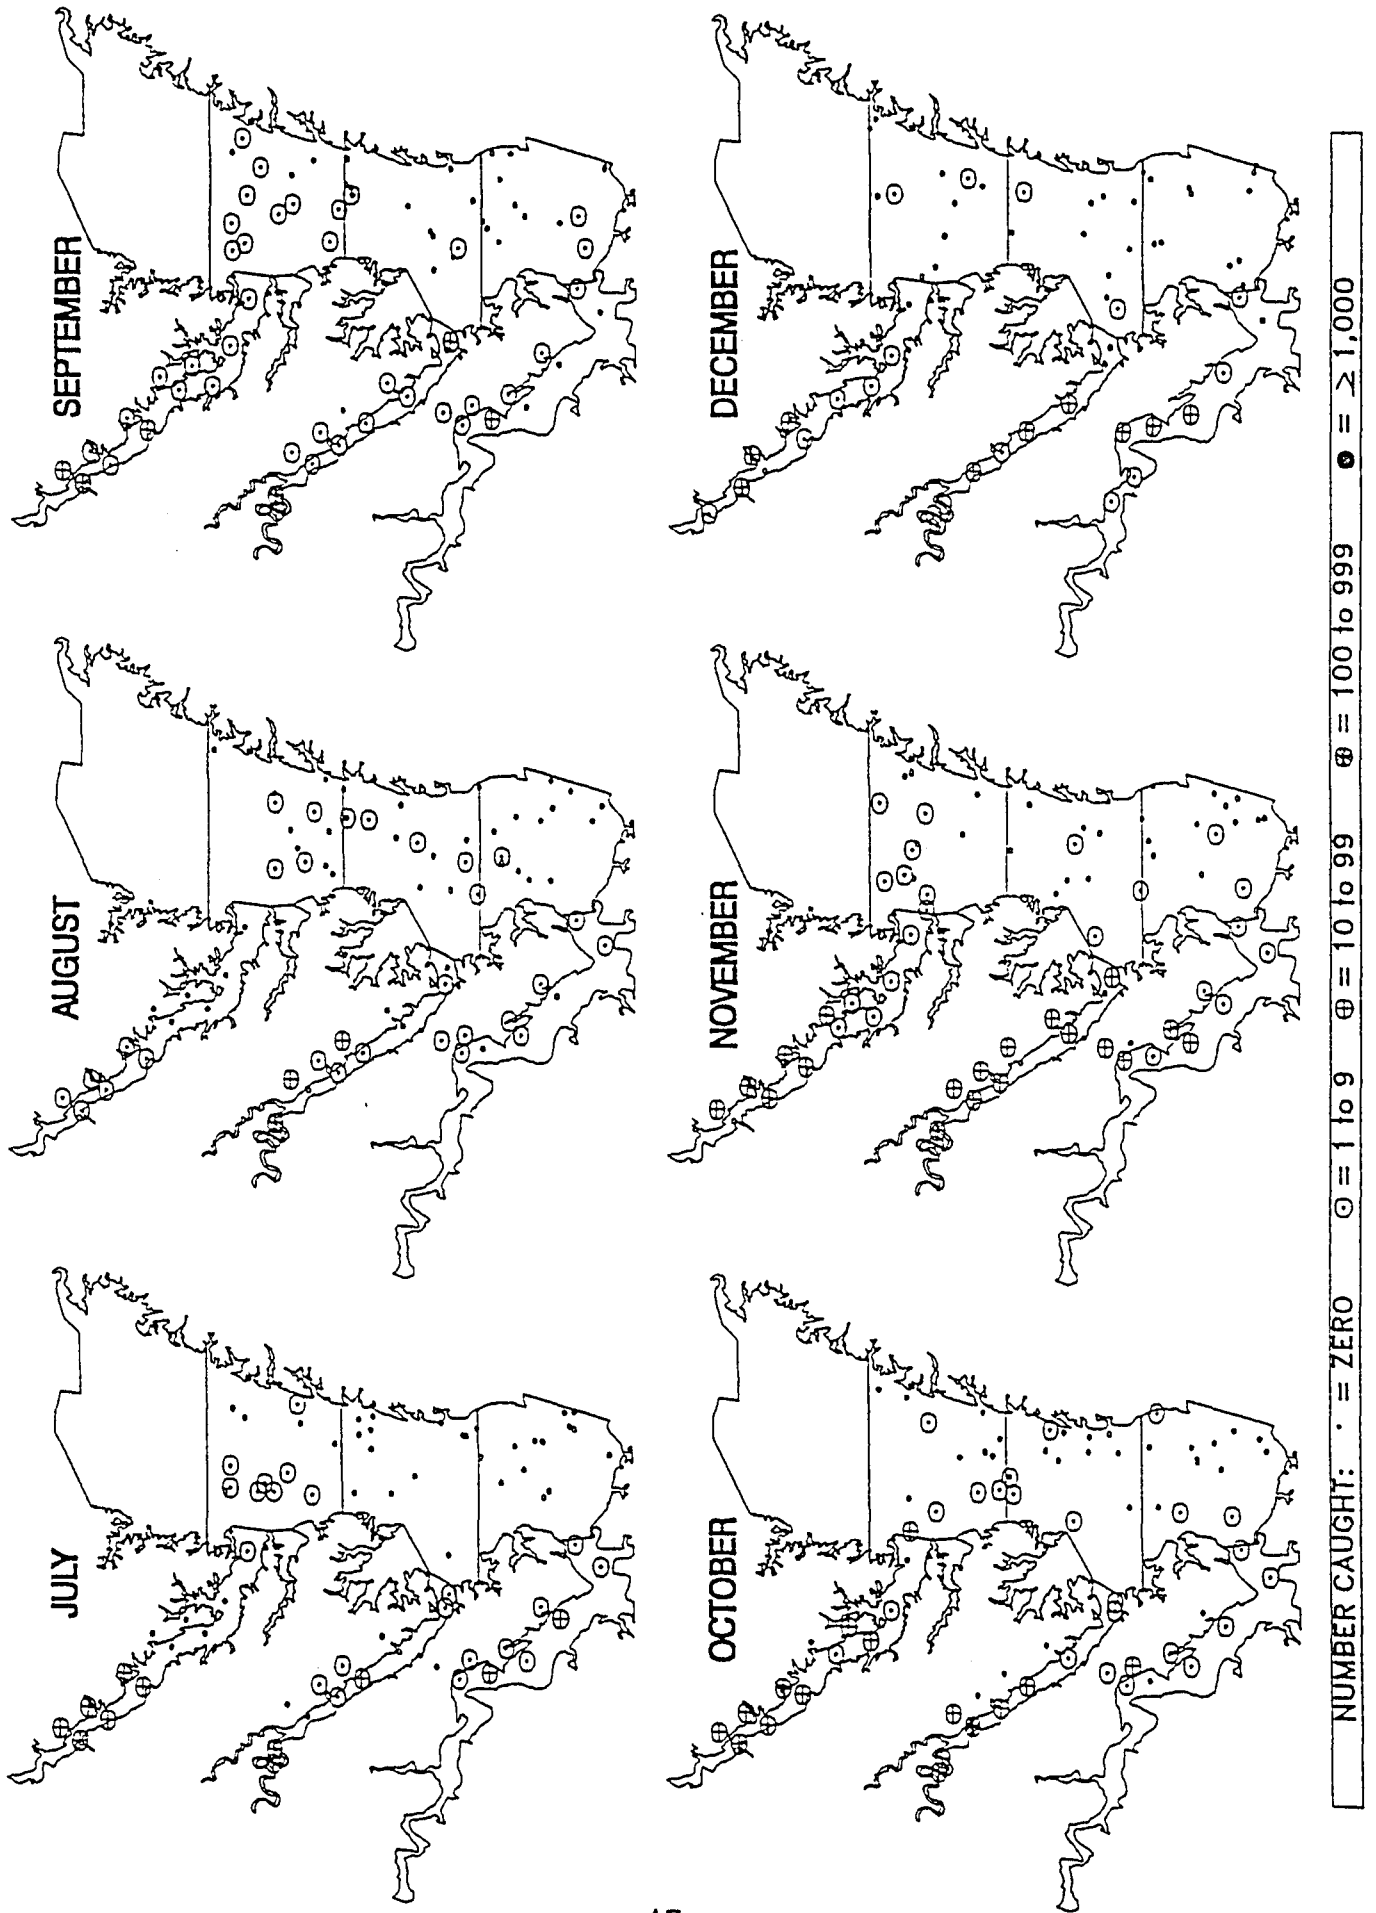 JULY
AUGUST
SEPTEMBER
OCTOBER
NOVEMBER
DECEMBER
NUMBER CAUGHT: · = ZERO ⊙ = 1 to 9 ⊕ = 10 to 99 ⊕ = 100 to 999 ● = ≥ 1,000